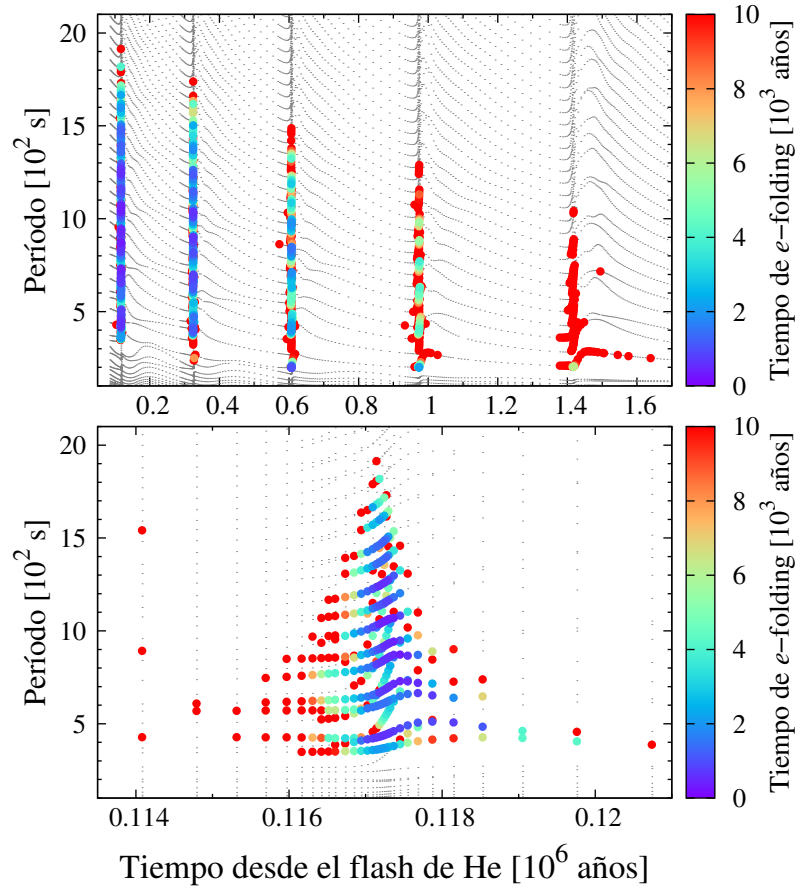 20
15
10
5
Período [10² s]
0.2 0.4 0.6 0.8 1 1.2 1.4 1.6
10
8
6
4
2
0
Tiempo de e−folding [10³ años]
20
15
10
5
Período [10² s]
0.114 0.116 0.118 0.12
10
8
6
4
2
0
Tiempo de e−folding [10³ años]
Tiempo desde el flash de He [10⁶ años]